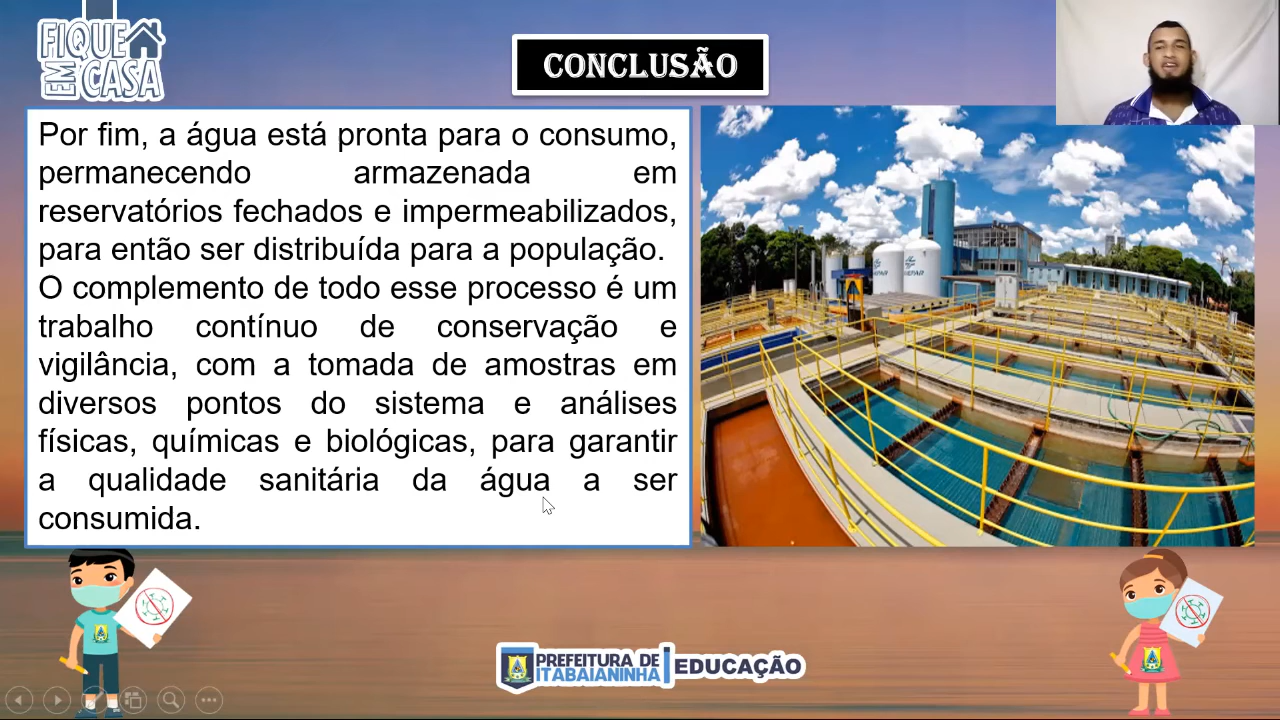 FIQUE
EM
CASA
CONCLUSÃO
Por fim, a água está pronta para o consumo,
permanecendo armazenada em
reservatórios fechados e impermeabilizados,
para então ser distribuída para a população.
O complemento de todo esse processo é um
trabalho contínuo de conservação e
vigilância, com a tomada de amostras em
diversos pontos do sistema e análises
físicas, químicas e biológicas, para garantir
a qualidade sanitária da água a ser
consumida.
PREFEITURA DE
ITABAIANINHA
EDUCAÇÃO